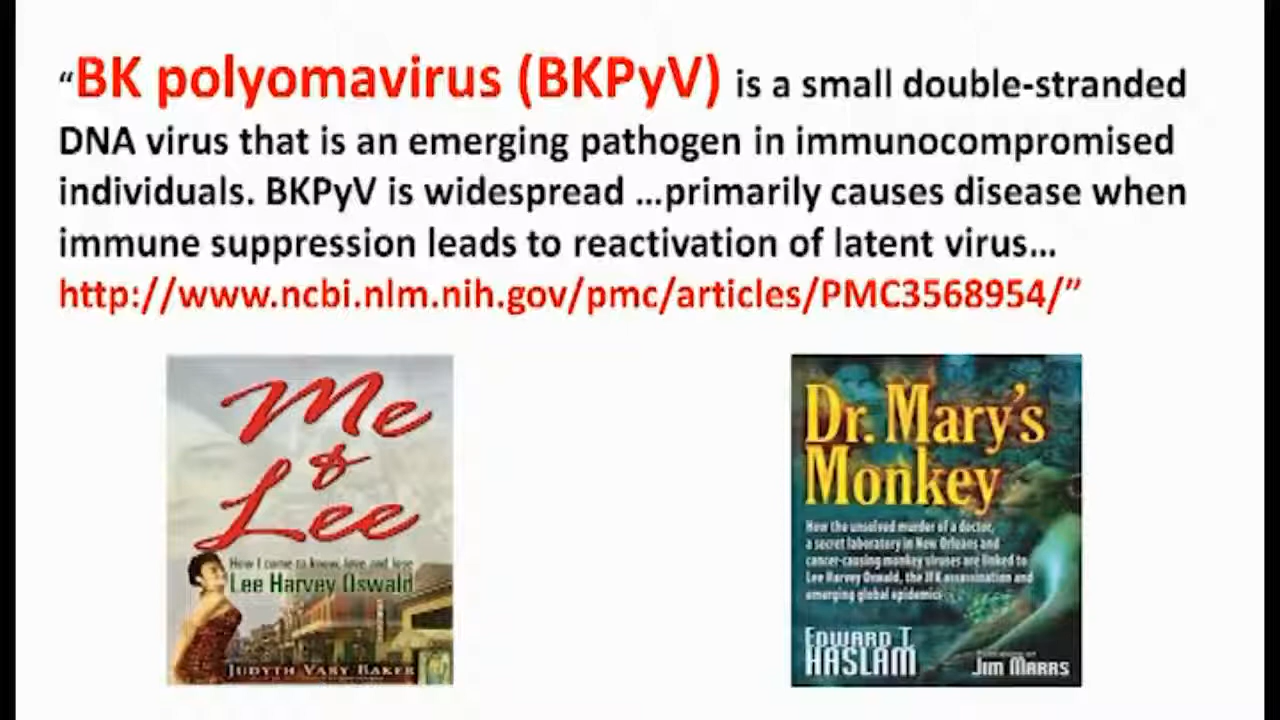 “BK polyomavirus (BKPyV) is a small double-stranded
DNA virus that is an emerging pathogen in immunocompromised
individuals. BKPyV is widespread ...primarily causes disease when
immune suppression leads to reactivation of latent virus...
http://www.ncbi.nlm.nih.gov/pmc/articles/PMC3568954/”
Me
&
Lee
How I came to know, love and lose
Lee Harvey Oswald
JUDYTH VARY BAKER
Dr. Mary's
Monkey
How the unsolved murder of a doctor,
a secret laboratory in New Orleans and
cancer-causing monkey viruses are linked to
Lee Harvey Oswald, the JFK assassination and
emerging global epidemics
EDWARD T.
HASLAM
JIM MARRS